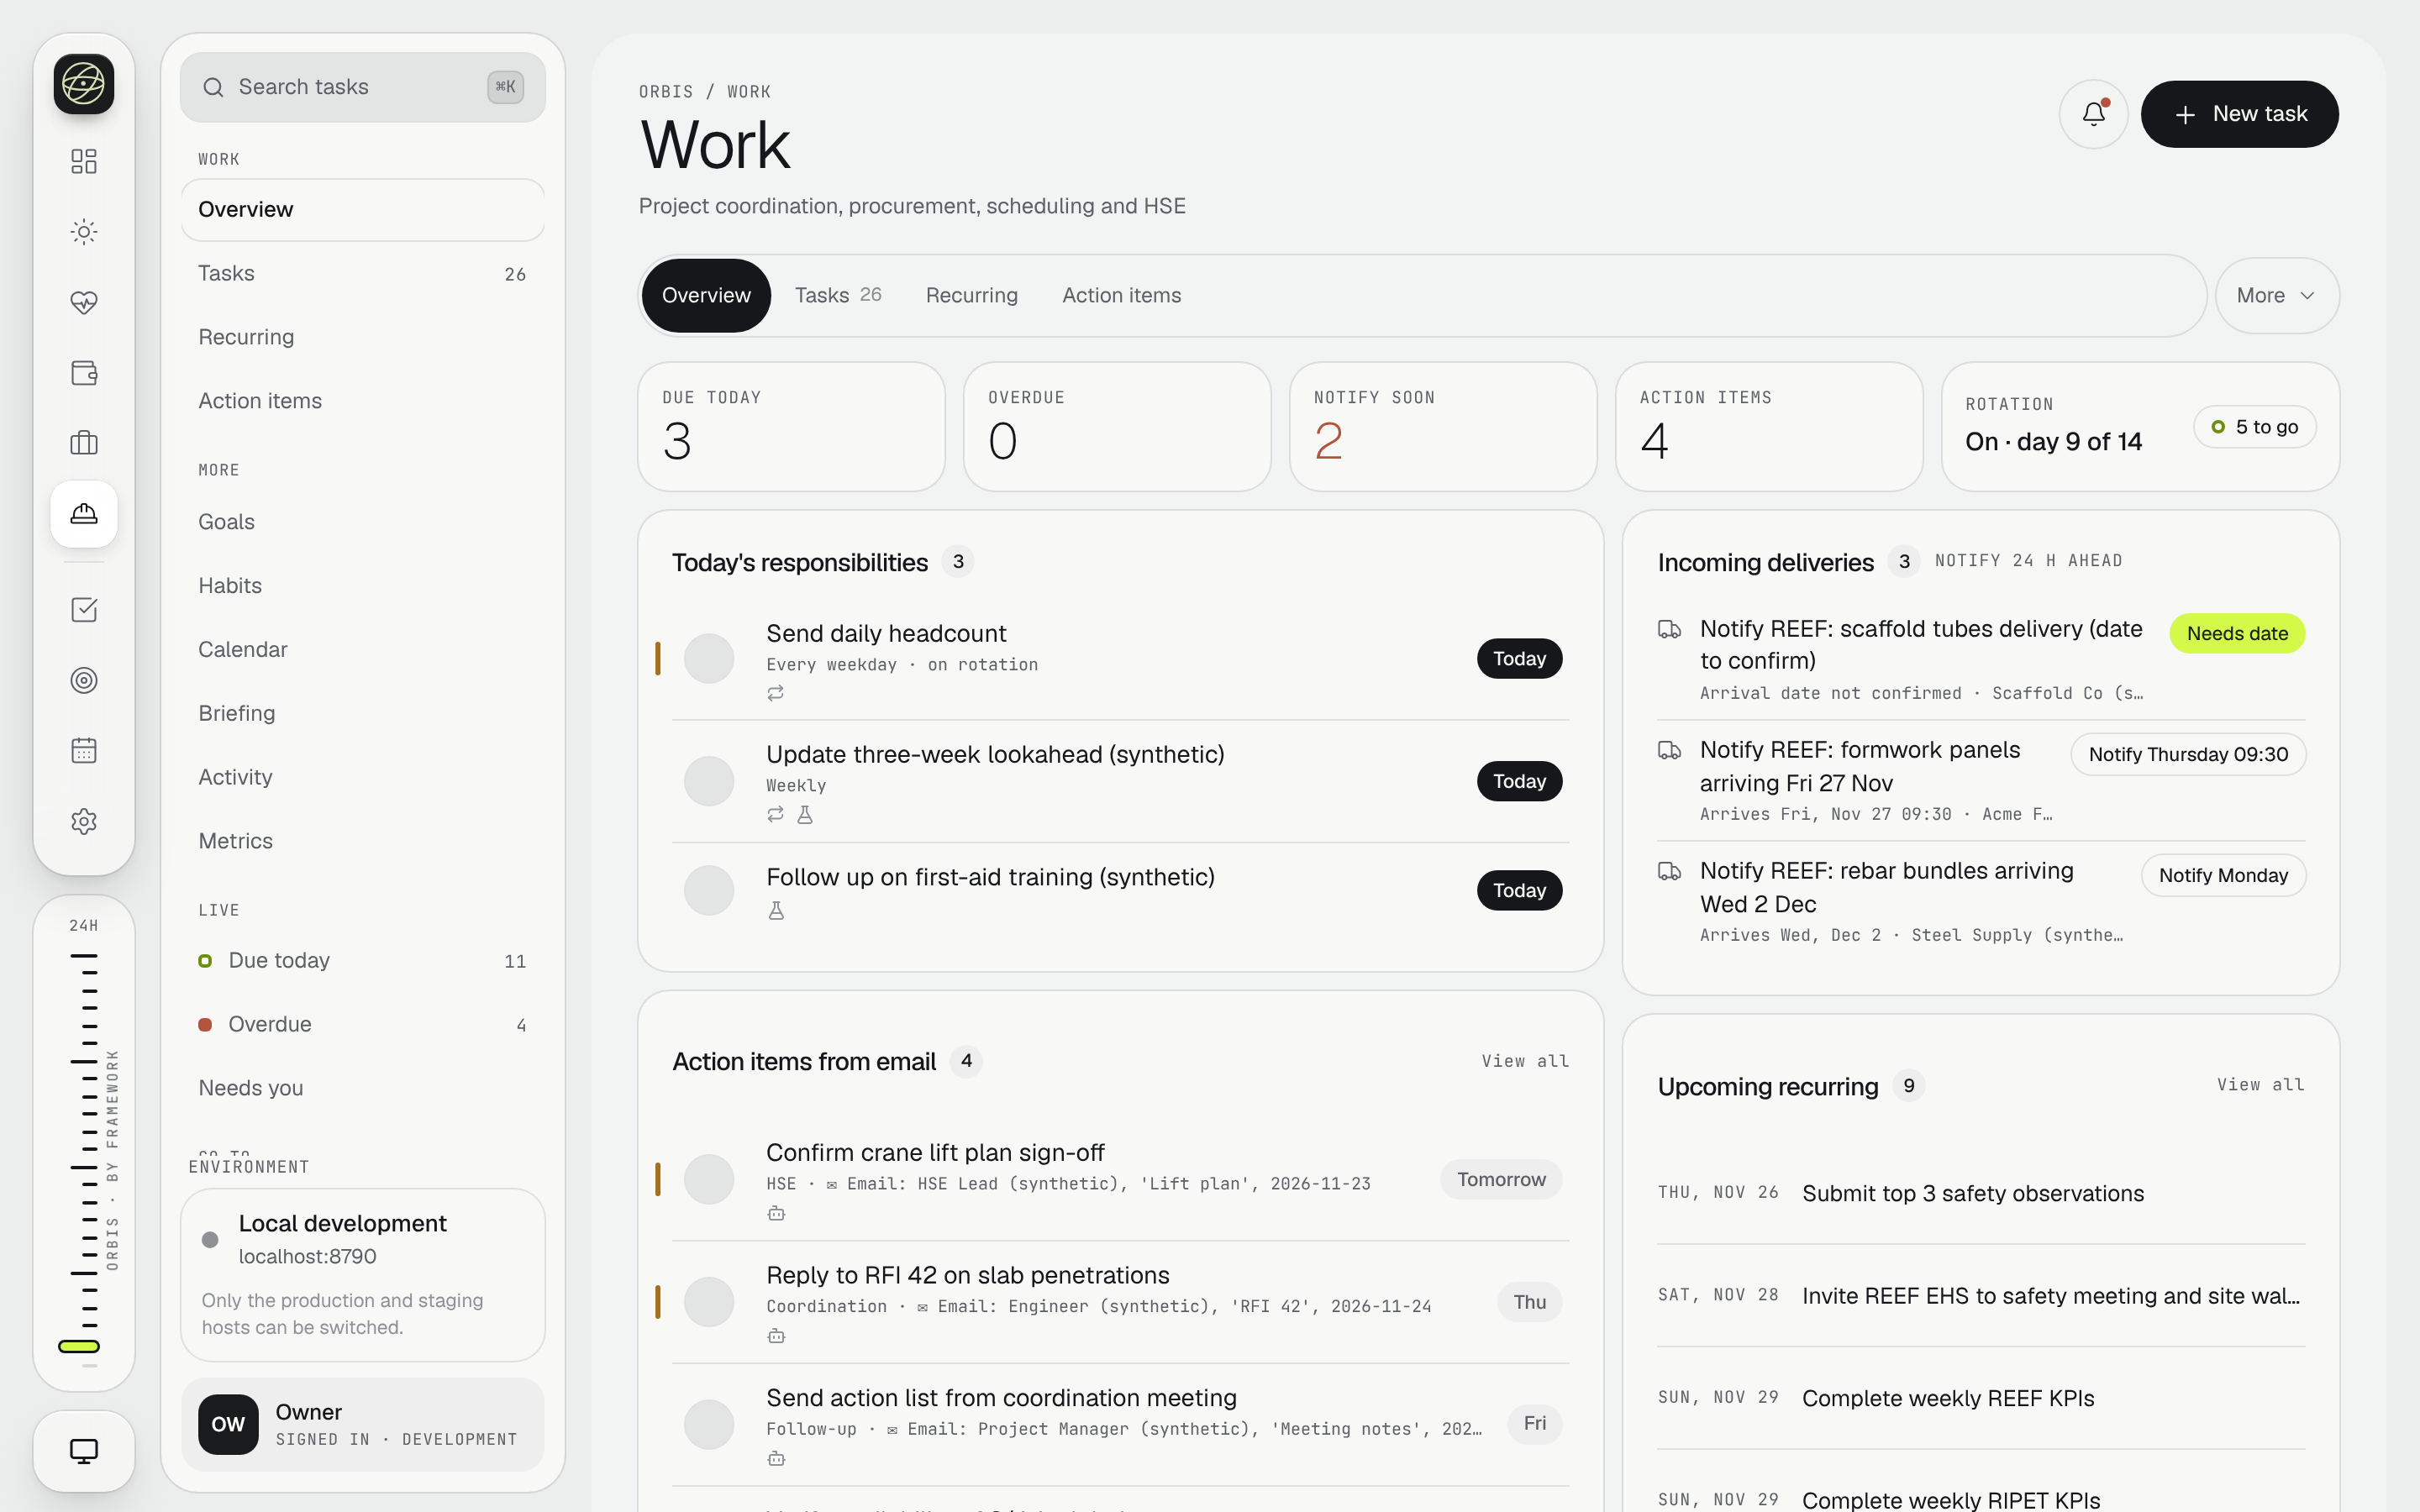 Search tasks
⌘K
WORK
Overview
Tasks 26
Recurring
Action items
MORE
Goals
Habits
Calendar
Briefing
Activity
Metrics
LIVE
Due today 11
Overdue 4
Needs you
ENVIRONMENT
Local development
localhost:8790
Only the production and staging
hosts can be switched.
OW
Owner
SIGNED IN · DEVELOPMENT
24H
ORBIS · BY FRAMEWORK
ORBIS / WORK
Work
Project coordination, procurement, scheduling and HSE
New task
Overview
Tasks 26
Recurring
Action items
More
DUE TODAY
3
OVERDUE
0
NOTIFY SOON
2
ACTION ITEMS
4
ROTATION
On · day 9 of 14
5 to go
Today's responsibilities 3
Send daily headcount
Every weekday · on rotation
Today
Update three-week lookahead (synthetic)
Weekly
Today
Follow up on first-aid training (synthetic)
Today
Incoming deliveries 3 NOTIFY 24 H AHEAD
Notify REEF: scaffold tubes delivery (date
to confirm)
Arrival date not confirmed · Scaffold Co (s…
Needs date
Notify REEF: formwork panels
arriving Fri 27 Nov
Arrives Fri, Nov 27 09:30 · Acme F…
Notify Thursday 09:30
Notify REEF: rebar bundles arriving
Wed 2 Dec
Arrives Wed, Dec 2 · Steel Supply (synthe…
Notify Monday
Action items from email 4
View all
Confirm crane lift plan sign-off
HSE · ✉ Email: HSE Lead (synthetic), 'Lift plan', 2026-11-23
Tomorrow
Reply to RFI 42 on slab penetrations
Coordination · ✉ Email: Engineer (synthetic), 'RFI 42', 2026-11-24
Thu
Send action list from coordination meeting
Follow-up · ✉ Email: Project Manager (synthetic), 'Meeting notes', 202…
Fri
Upcoming recurring 9
View all
THU, NOV 26 Submit top 3 safety observations
SAT, NOV 28 Invite REEF EHS to safety meeting and site wal…
SUN, NOV 29 Complete weekly REEF KPIs
SUN, NOV 29 Complete weekly RIPET KPIs